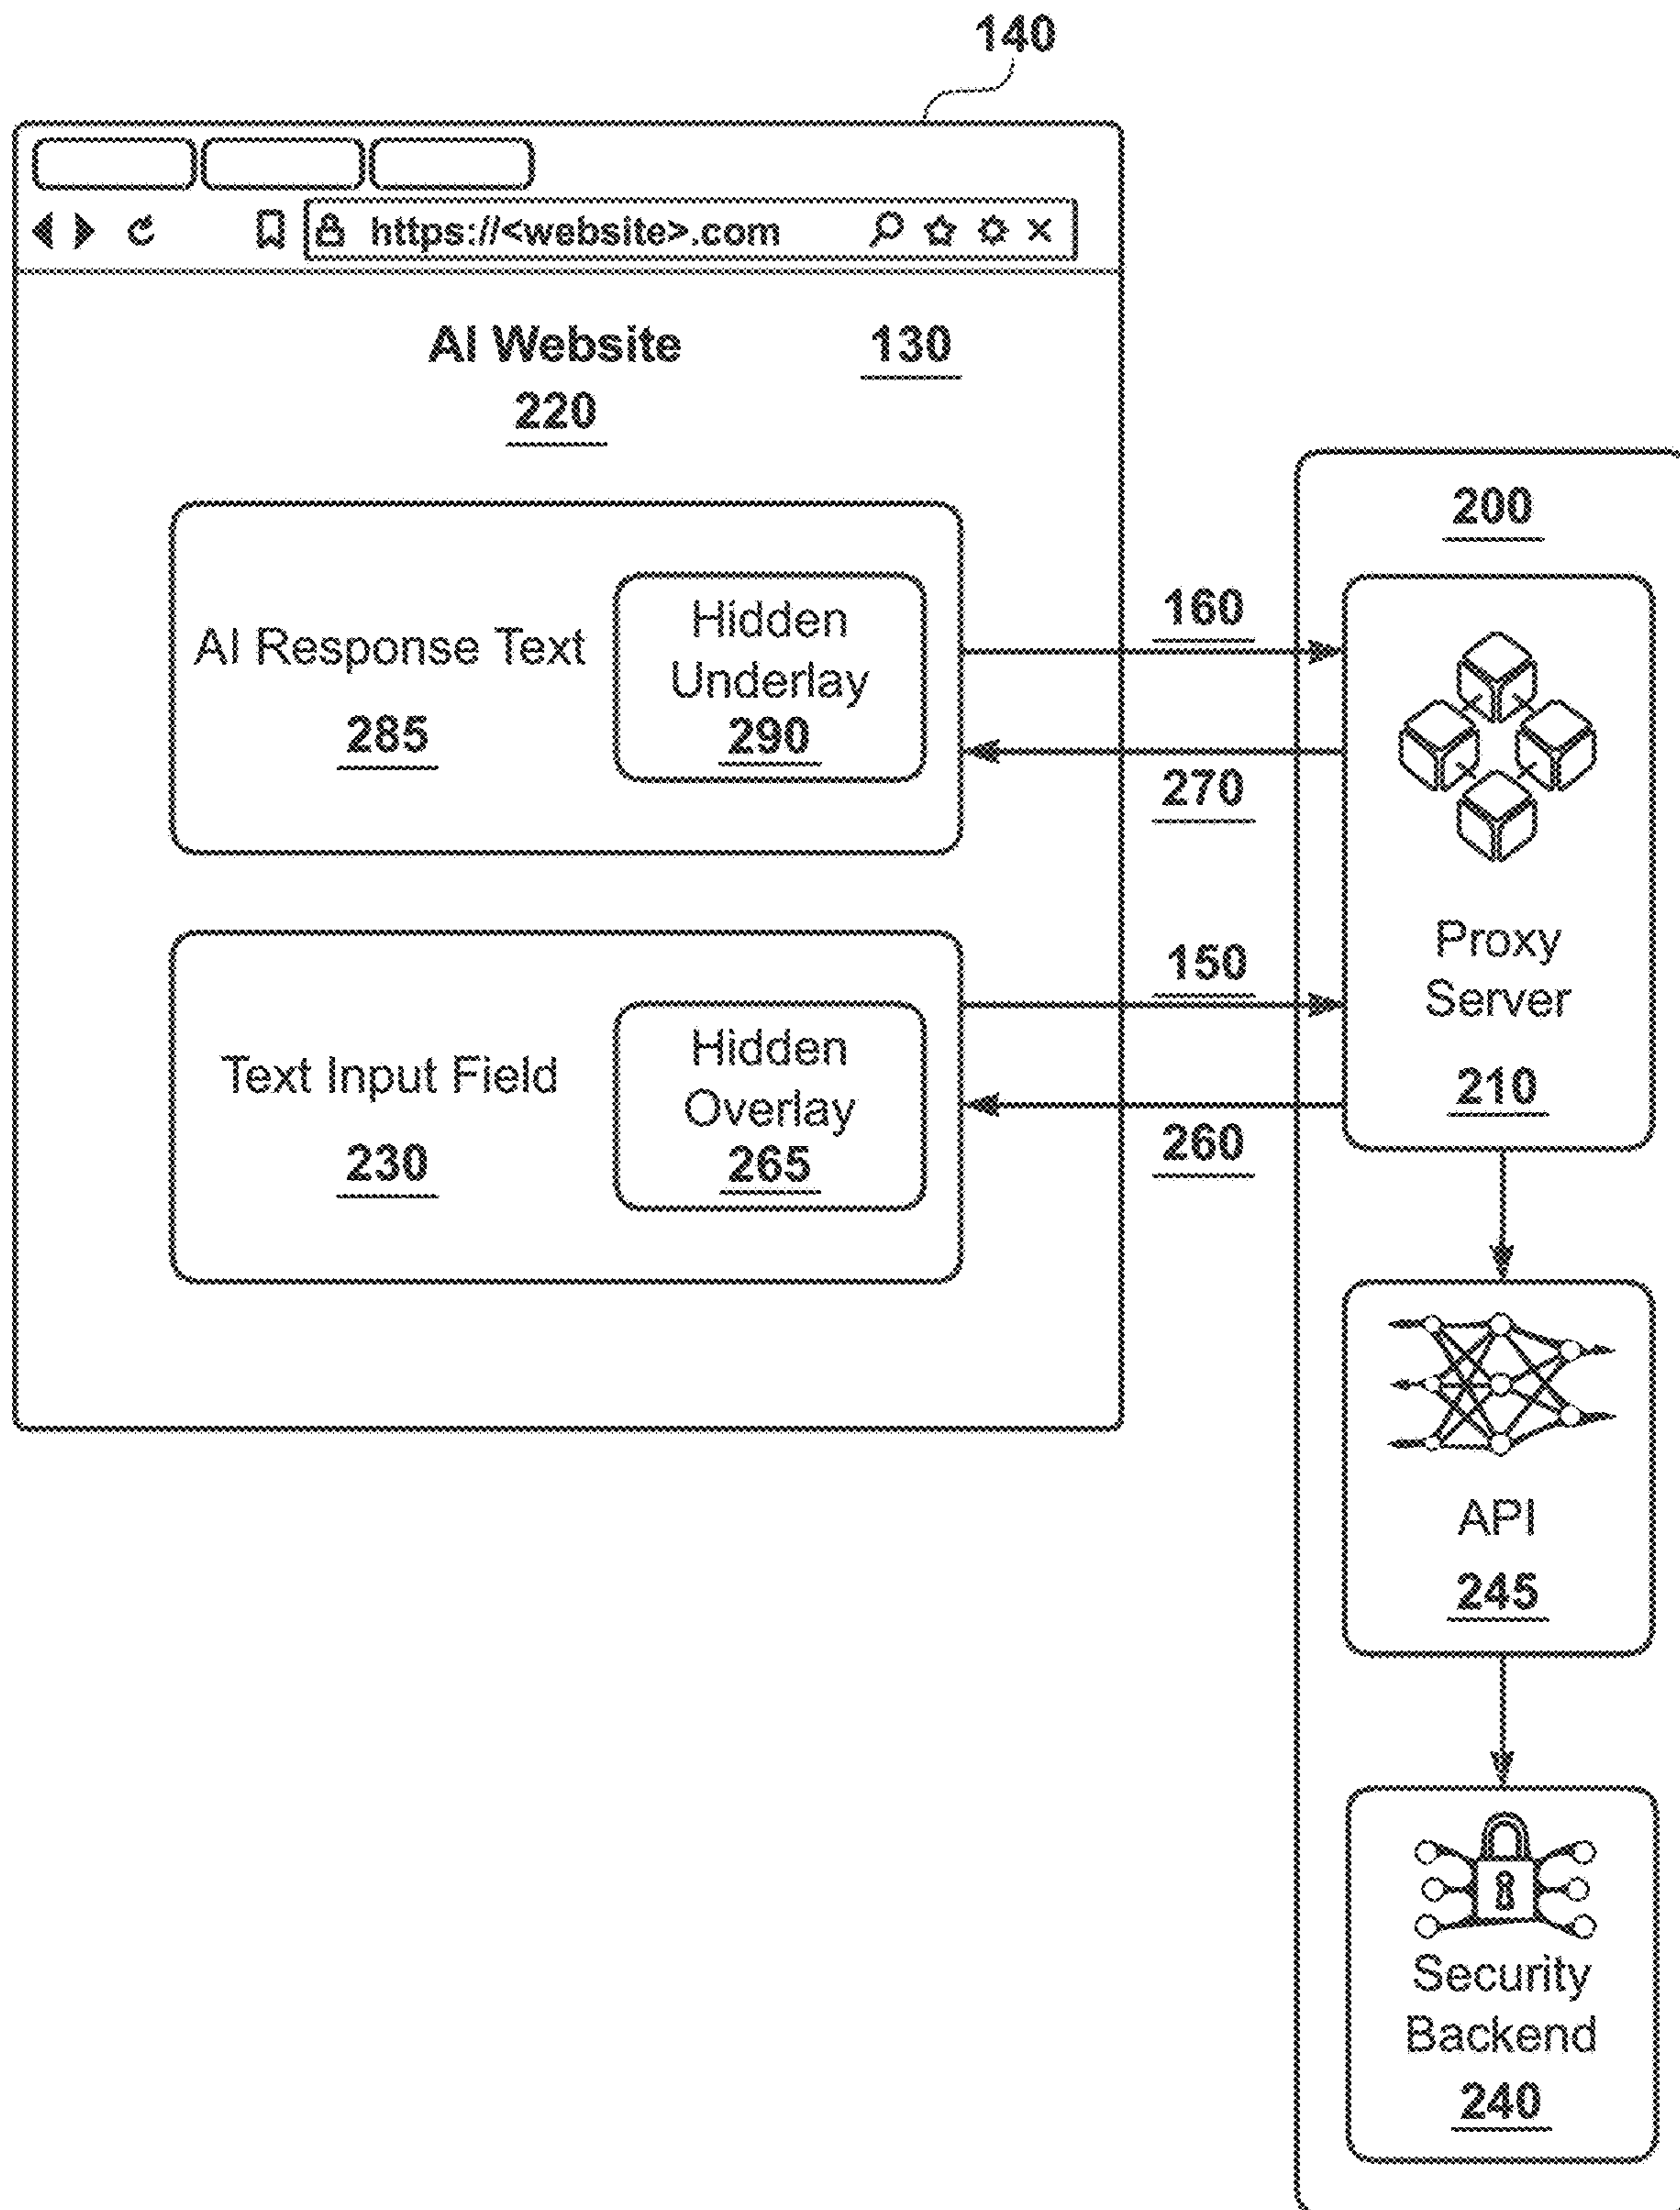 140
https://<website>.com
AI Website
130
220
AI Response Text
285
Hidden
Underlay
290
160
270
Text Input Field
230
Hidden
Overlay
265
150
260
200
Proxy
Server
210
API
245
Security
Backend
240